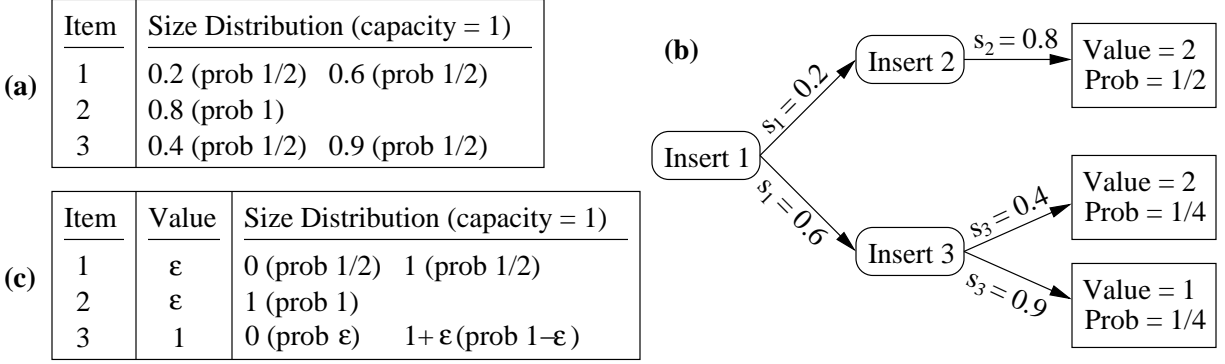 (a)
Item Size Distribution (capacity = 1)
1 0.2 (prob 1/2) 0.6 (prob 1/2)
2 0.8 (prob 1)
3 0.4 (prob 1/2) 0.9 (prob 1/2)
(c)
Item Value Size Distribution (capacity = 1)
1 ε 0 (prob 1/2) 1 (prob 1/2)
2 ε 1 (prob 1)
3 1 0 (prob ε) 1+ε (prob 1−ε)
(b)
Insert 1
s₁ = 0.2
Insert 2
s₂ = 0.8
Value = 2
Prob = 1/2
s₁ = 0.6
Insert 3
s₃ = 0.4
Value = 2
Prob = 1/4
s₃ = 0.9
Value = 1
Prob = 1/4